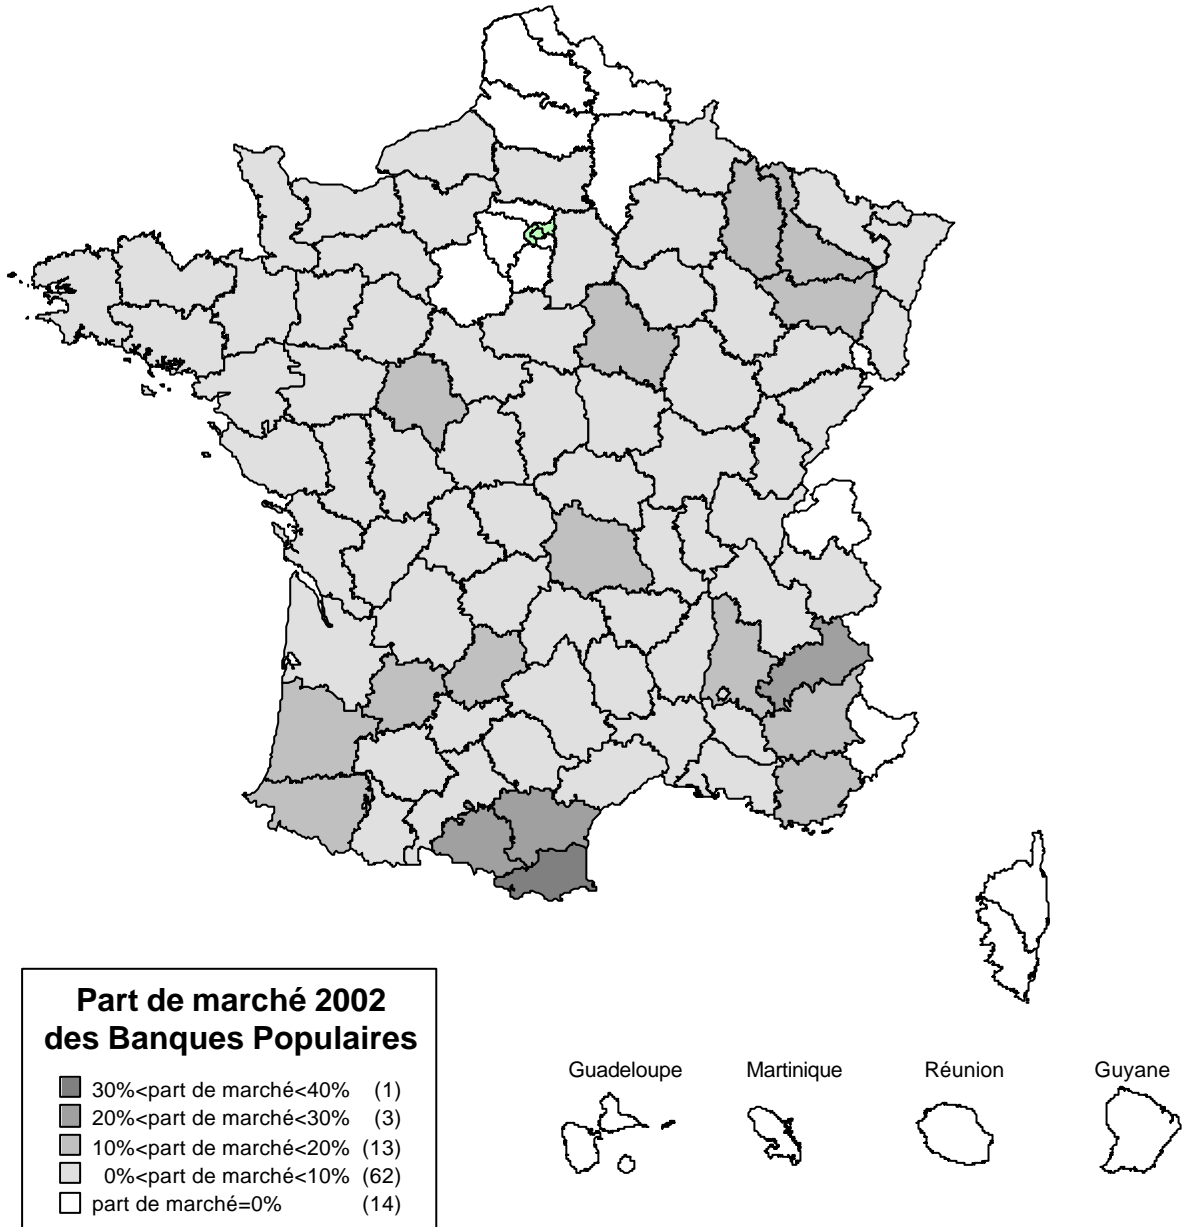 Part de marché 2002
des Banques Populaires
30%<part de marché<40% (1)
20%<part de marché<30% (3)
10%<part de marché<20% (13)
0%<part de marché<10% (62)
part de marché=0% (14)
Guadeloupe Martinique Réunion Guyane